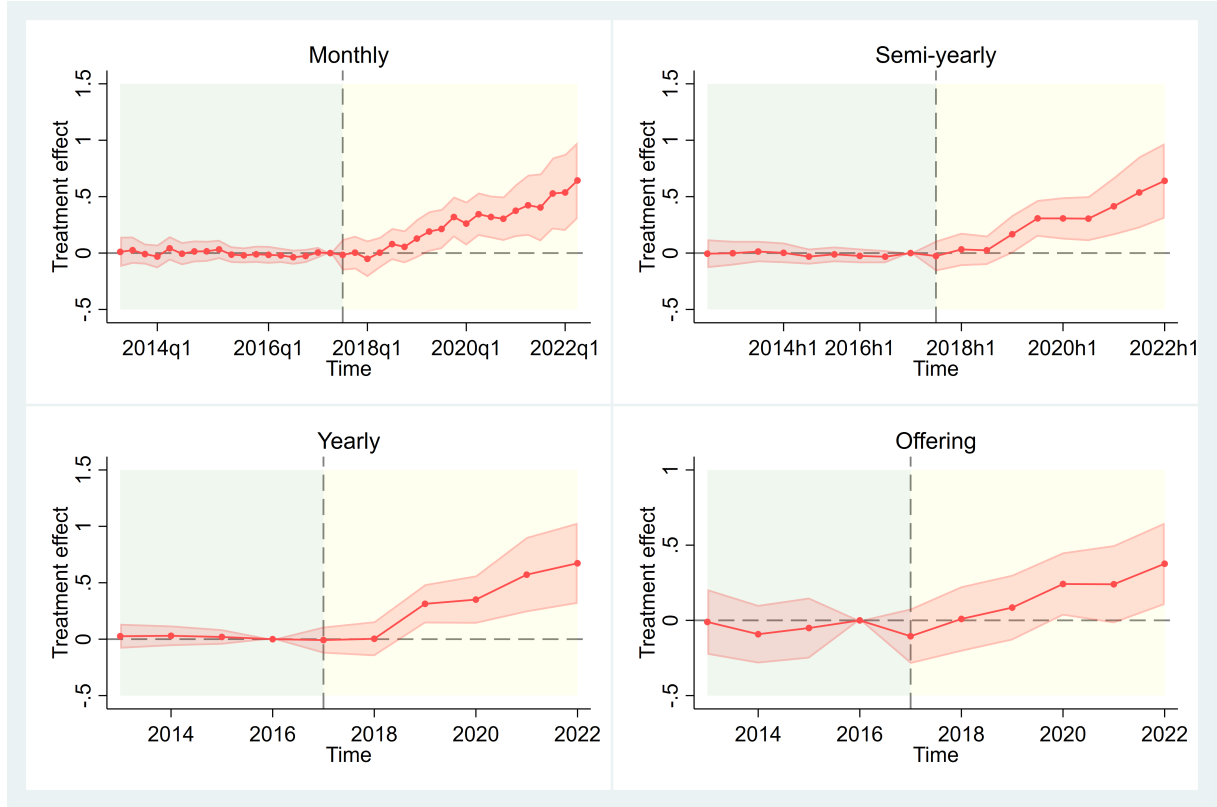 Monthly
Treatment effect
1.5
1
.5
0
-.5
2014q1 2016q1 2018q1 2020q1 2022q1
Time
Semi-yearly
Treatment effect
1.5
1
.5
0
-.5
2014h1 2016h1 2018h1 2020h1 2022h1
Time
Yearly
Treatment effect
1.5
1
.5
0
-.5
2014 2016 2018 2020 2022
Time
Offering
Treatment effect
1
.5
0
-.5
2014 2016 2018 2020 2022
Time